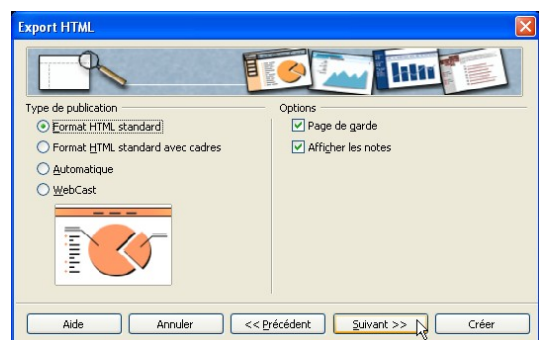 Export HTML
Type de publication
Format HTML standard
Format HTML standard avec cadres
Automatique
WebCast
Options
Page de garde
Afficher les notes
Aide
Annuler
<< Précédent
Suivant >>
Créer